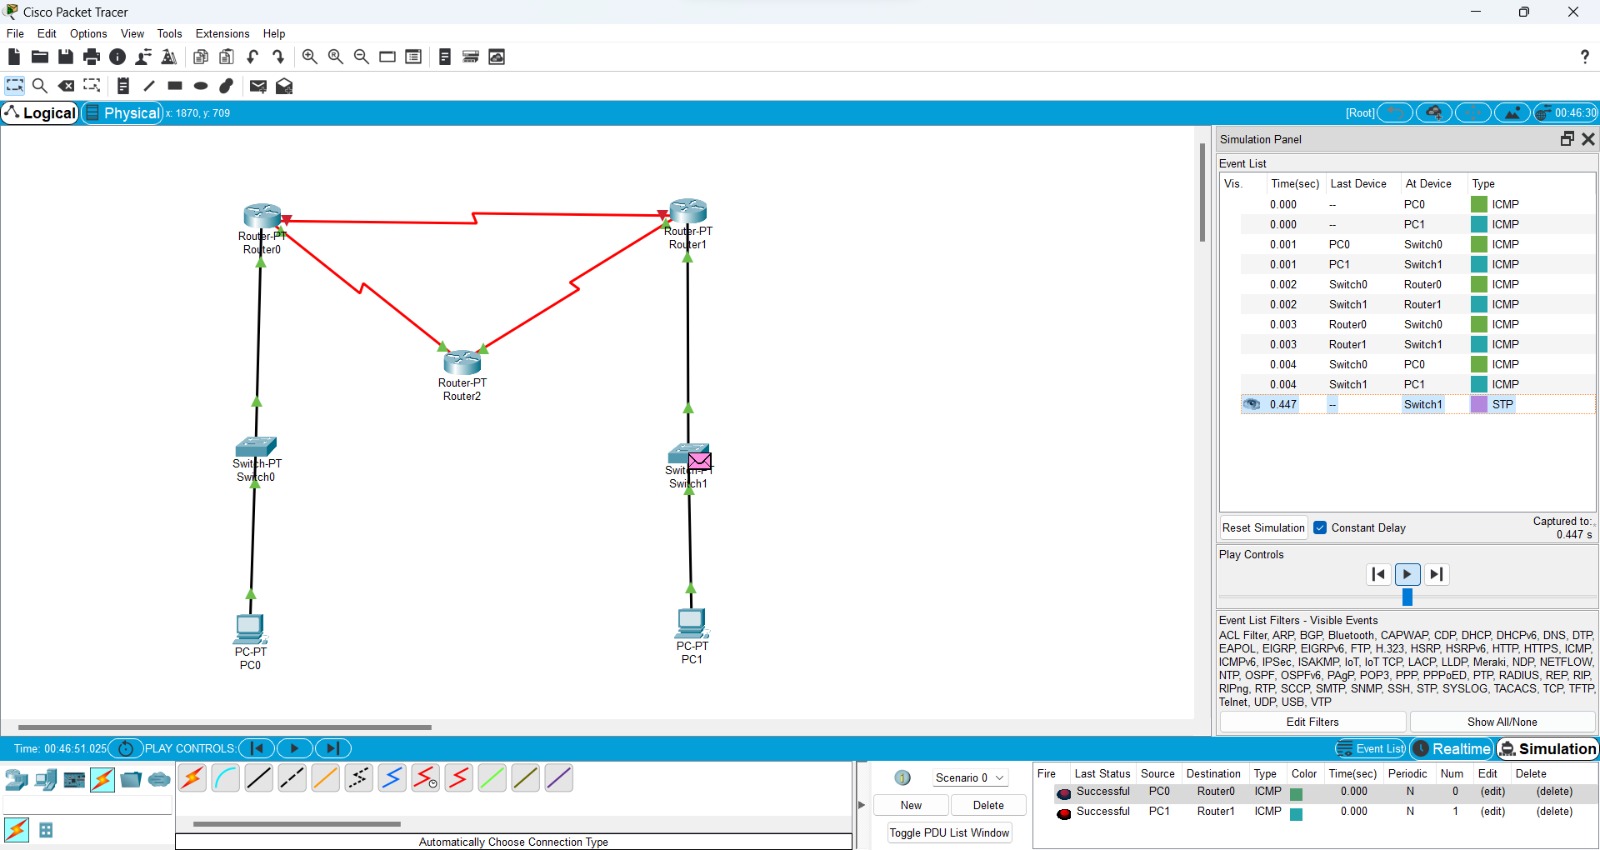 Cisco Packet Tracer
File Edit Options View Tools Extensions Help
?
Logical Physical x: 1870, y: 709 [Root] 00:46:30
Simulation Panel
Event List
Vis. Time(sec) Last Device At Device Type
0.000 -- PC0 ICMP
0.000 -- PC1 ICMP
0.001 PC0 Switch0 ICMP
0.001 PC1 Switch1 ICMP
0.002 Switch0 Router0 ICMP
0.002 Switch1 Router1 ICMP
0.003 Router0 Switch0 ICMP
0.003 Router1 Switch1 ICMP
0.004 Switch0 PC0 ICMP
0.004 Switch1 PC1 ICMP
0.447 -- Switch1 STP
Router-PT
Router0
Router-PT
Router1
Router-PT
Router2
Switch-PT
Switch0
Switch-PT
Switch1
PC-PT
PC0
PC-PT
PC1
Reset Simulation Constant Delay Captured to:
0.447 s
Play Controls
Event List Filters - Visible Events
ACL Filter, ARP, BGP, Bluetooth, CAPWAP, CDP, DHCP, DHCPv6, DNS, DTP,
EAPOL, EIGRP, EIGRPv6, FTP, H.323, HSRP, HSRPv6, HTTP, HTTPS, ICMP,
ICMPv6, IPSec, ISAKMP, IoT, IoT TCP, LACP, LLDP, Meraki, NDP, NETFLOW,
NTP, OSPF, OSPFv6, PAgP, POP3, PPP, PPPoED, PTP, RADIUS, REP, RIP,
RIPng, RTP, SCCP, SMTP, SNMP, SSH, STP, SYSLOG, TACACS, TCP, TFTP,
Telnet, UDP, USB, VTP
Edit Filters Show All/None
Time: 00:46:51.025 PLAY CONTROLS: Event List Realtime Simulation
Scenario 0
New Delete
Toggle PDU List Window
Fire Last Status Source Destination Type Color Time(sec) Periodic Num Edit Delete
Successful PC0 Router0 ICMP 0.000 N 0 (edit) (delete)
Successful PC1 Router1 ICMP 0.000 N 1 (edit) (delete)
Automatically Choose Connection Type